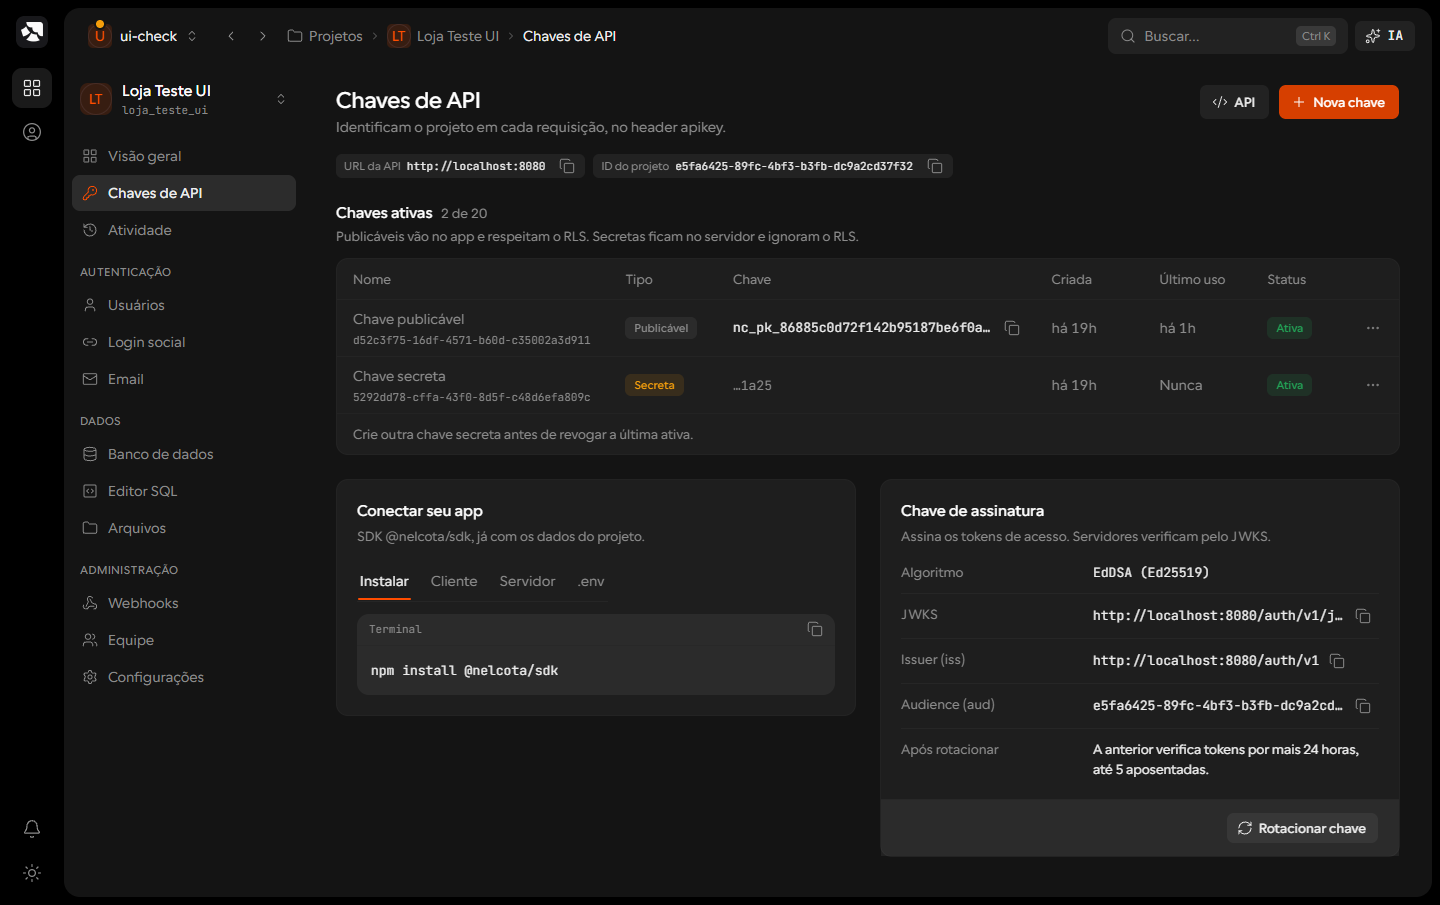 U ui-check
Projetos
LT Loja Teste UI
Chaves de API
Buscar...
Ctrl K
IA
LT
Loja Teste UI
loja_teste_ui
Visão geral
Chaves de API
Atividade
AUTENTICAÇÃO
Usuários
Login social
Email
DADOS
Banco de dados
Editor SQL
Arquivos
ADMINISTRAÇÃO
Webhooks
Equipe
Configurações
Chaves de API
Identificam o projeto em cada requisição, no header apikey.
</> API
+ Nova chave
URL da API http://localhost:8080
ID do projeto e5fa6425-89fc-4bf3-b3fb-dc9a2cd37f32
Chaves ativas 2 de 20
Publicáveis vão no app e respeitam o RLS. Secretas ficam no servidor e ignoram o RLS.
Nome Tipo Chave Criada Último uso Status
Chave publicável
d52c3f75-16df-4571-b60d-c35002a3d911
Publicável
nc_pk_86885c0d72f142b95187be6f0a…
há 19h
há 1h
Ativa
Chave secreta
5292dd78-cffa-43f0-8d5f-c48d6efa809c
Secreta
…1a25
há 19h
Nunca
Ativa
Crie outra chave secreta antes de revogar a última ativa.
Conectar seu app
SDK @nelcota/sdk, já com os dados do projeto.
Instalar Cliente Servidor .env
Terminal
npm install @nelcota/sdk
Chave de assinatura
Assina os tokens de acesso. Servidores verificam pelo JWKS.
Algoritmo EdDSA (Ed25519)
JWKS http://localhost:8080/auth/v1/j…
Issuer (iss) http://localhost:8080/auth/v1
Audience (aud) e5fa6425-89fc-4bf3-b3fb-dc9a2cd…
Após rotacionar A anterior verifica tokens por mais 24 horas,
até 5 aposentadas.
Rotacionar chave